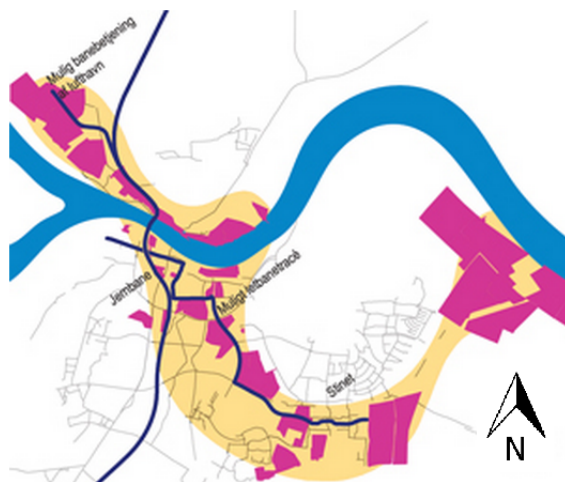 Mulig banebetjening
af lufthavn
Jernbane
Muligt letbanetracé
Stinet
N